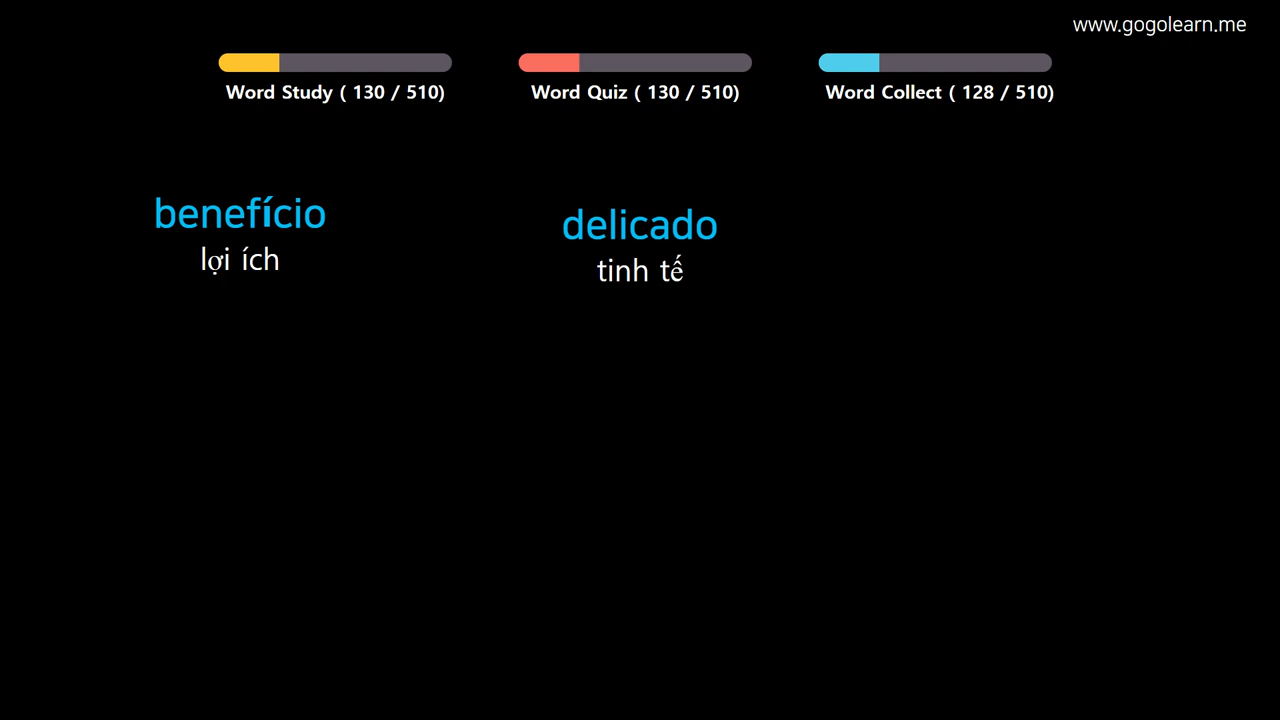 www.gogolearn.me
Word Study ( 130 / 510)
Word Quiz ( 130 / 510)
Word Collect ( 128 / 510)
benefício
lợi ích
delicado
tinh tế